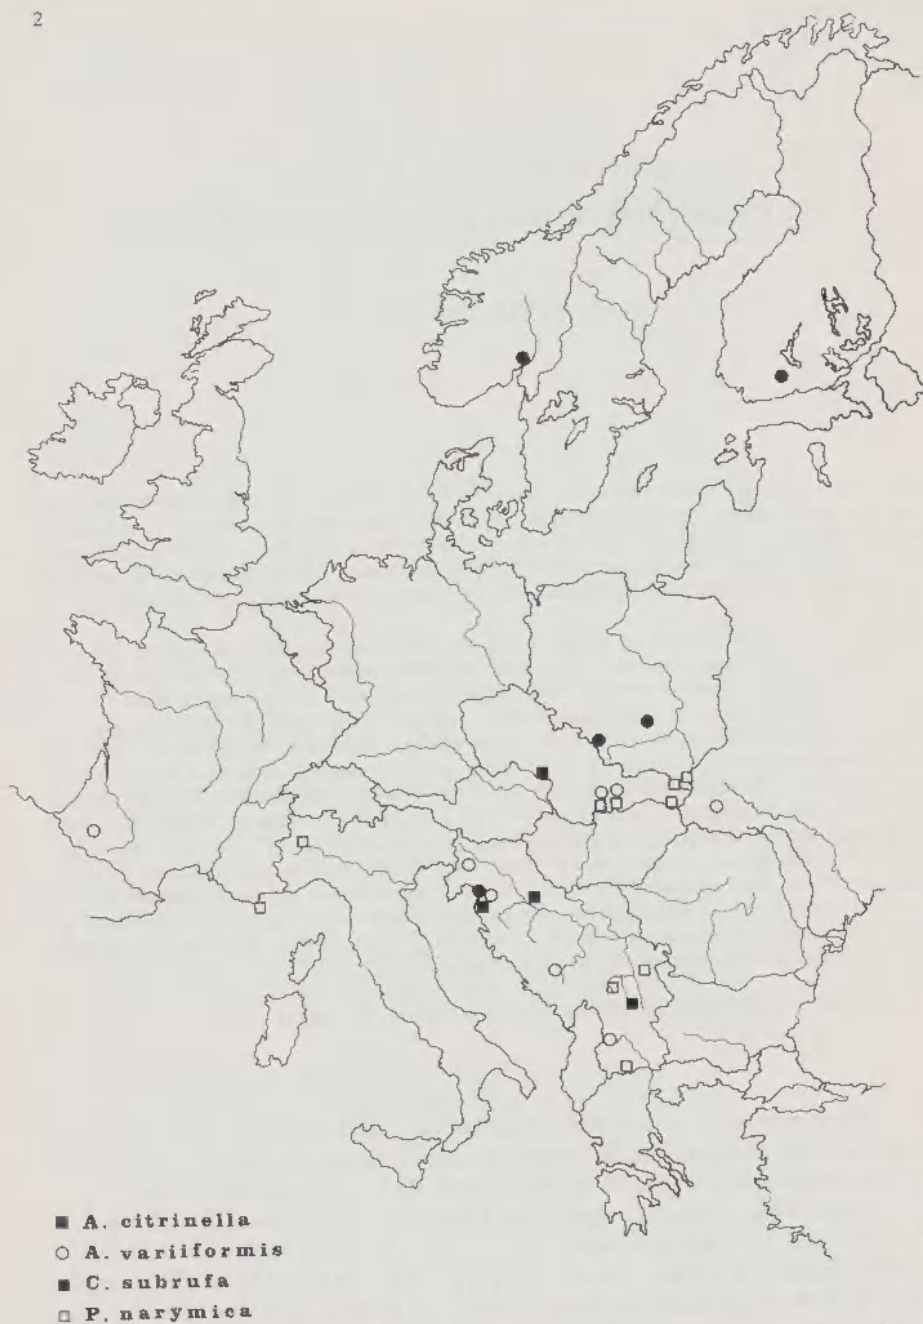 2
■ A. citrinella
○ A. variiformis
■ C. subrufa
□ P. narymica